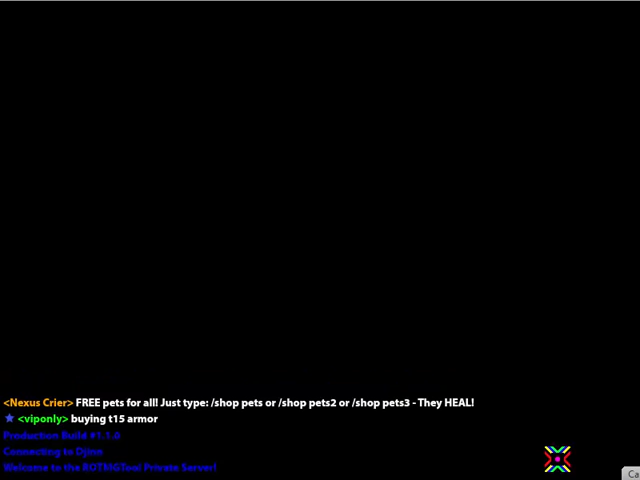 <Nexus Crier> FREE pets for all! Just type: /shop pets or /shop pets2 or /shop pets3 - They HEAL!
<viponly> buying t15 armor
Production Build #1.1.0
Connecting to Djinn
Welcome to the ROTMGTool Private Server!
Ca